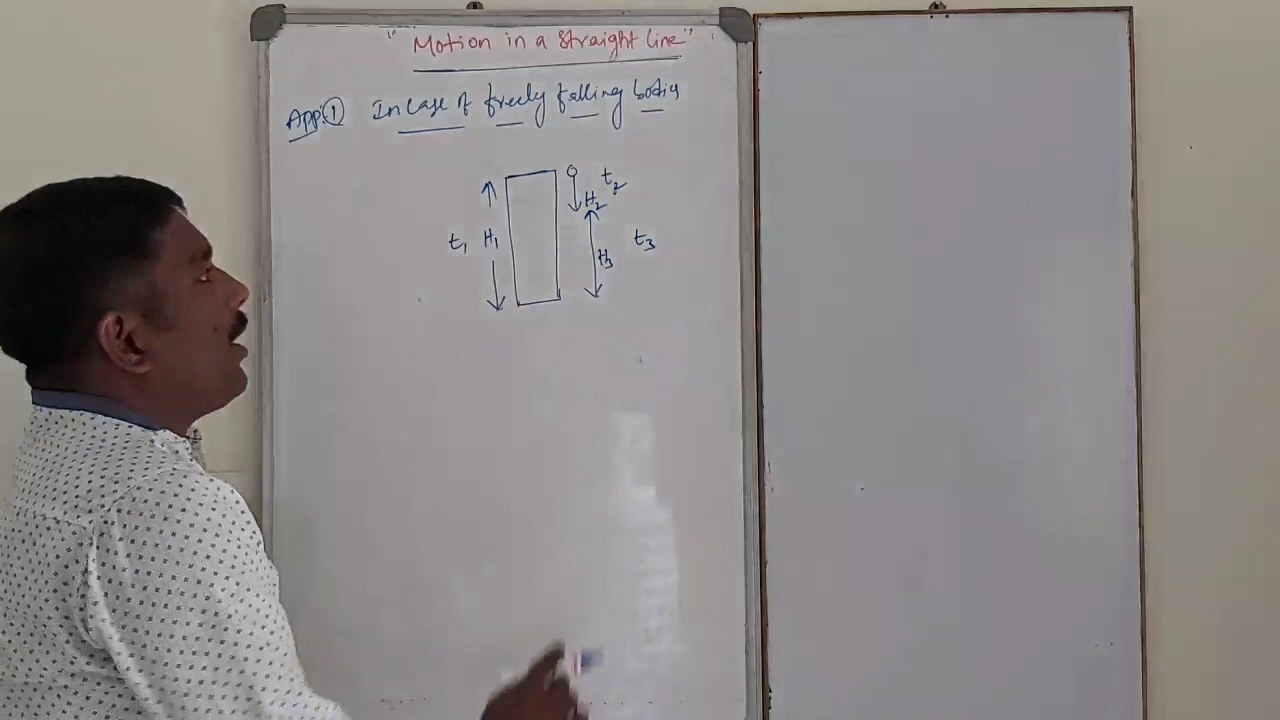 "Motion in a straight line"
App: ① In case of freely falling bodies
t₂
H₂
t₁ H₁ t₃
H₃